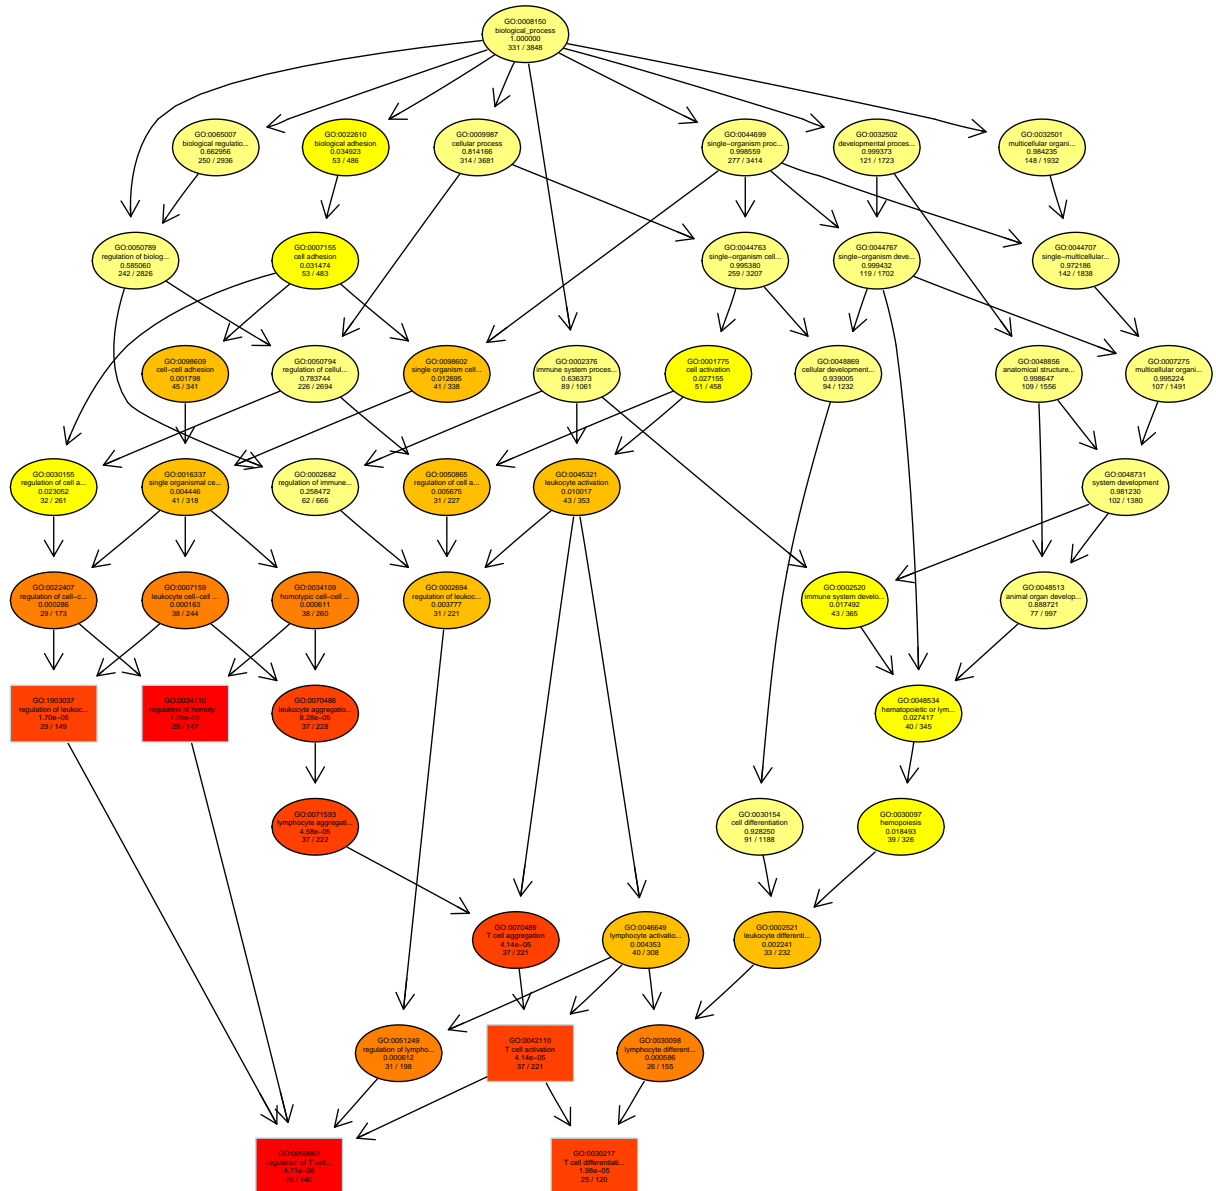 GO:0008150
biological_process
1.000000
331 / 3848
GO:0065007
biological regulatio...
0.662956
250 / 2936
GO:0022610
biological adhesion
0.034923
53 / 486
GO:0009987
cellular process
0.814166
314 / 3681
GO:0044699
single−organism proc...
0.998559
277 / 3414
GO:0032502
developmental proces...
0.999373
121 / 1723
GO:0032501
multicellular organi...
0.984235
148 / 1932
GO:0050789
regulation of biolog...
0.585060
242 / 2826
GO:0007155
cell adhesion
0.031474
53 / 483
GO:0044763
single−organism cell...
0.995380
259 / 3207
GO:0044767
single−organism deve...
0.999432
119 / 1702
GO:0044707
single−multicellular...
0.972186
142 / 1838
GO:0098609
cell−cell adhesion
0.001798
45 / 341
GO:0050794
regulation of cellul...
0.783744
226 / 2694
GO:0098602
single organism cell...
0.012695
41 / 338
GO:0002376
immune system proces...
0.636373
89 / 1061
GO:0001775
cell activation
0.027155
51 / 458
GO:0048869
cellular development...
0.939005
94 / 1232
GO:0048856
anatomical structure...
0.998647
109 / 1556
GO:0007275
multicellular organi...
0.995224
107 / 1491
GO:0030155
regulation of cell a...
0.023052
32 / 261
GO:0016337
single organismal ce...
0.004446
41 / 318
GO:0002682
regulation of immune...
0.258472
62 / 666
GO:0050865
regulation of cell a...
0.005675
31 / 227
GO:0045321
leukocyte activation
0.010017
43 / 353
GO:0048731
system development
0.981230
102 / 1380
GO:0022407
regulation of cell−c...
0.000286
29 / 173
GO:0007159
leukocyte cell−cell ...
0.000163
38 / 244
GO:0034109
homotypic cell−cell ...
0.000611
38 / 260
GO:0002694
regulation of leukoc...
0.003777
31 / 221
GO:0002520
immune system develo...
0.017492
43 / 365
GO:0048513
animal organ develop...
0.888721
77 / 997
GO:1903037
regulation of leukoc...
1.70e−05
29 / 149
GO:0034110
regulation of homoty...
1.25e−05
29 / 147
GO:0070486
leukocyte aggregatio...
8.28e−05
37 / 228
GO:0048534
hematopoietic or lym...
0.027417
40 / 345
GO:0071593
lymphocyte aggregati...
4.58e−05
37 / 222
GO:0030154
cell differentiation
0.928250
91 / 1188
GO:0030097
hemopoiesis
0.018493
39 / 326
GO:0070489
T cell aggregation
4.14e−05
37 / 221
GO:0046649
lymphocyte activatio...
0.004353
40 / 308
GO:0002521
leukocyte differenti...
0.002241
33 / 232
GO:0051249
regulation of lympho...
0.000612
31 / 198
GO:0042110
T cell activation
4.14e−05
37 / 221
GO:0030098
lymphocyte different...
0.000586
26 / 155
GO:0050863
regulation of T cell...
4.71e−06
29 / 140
GO:0030217
T cell differentiati...
1.98e−05
25 / 120